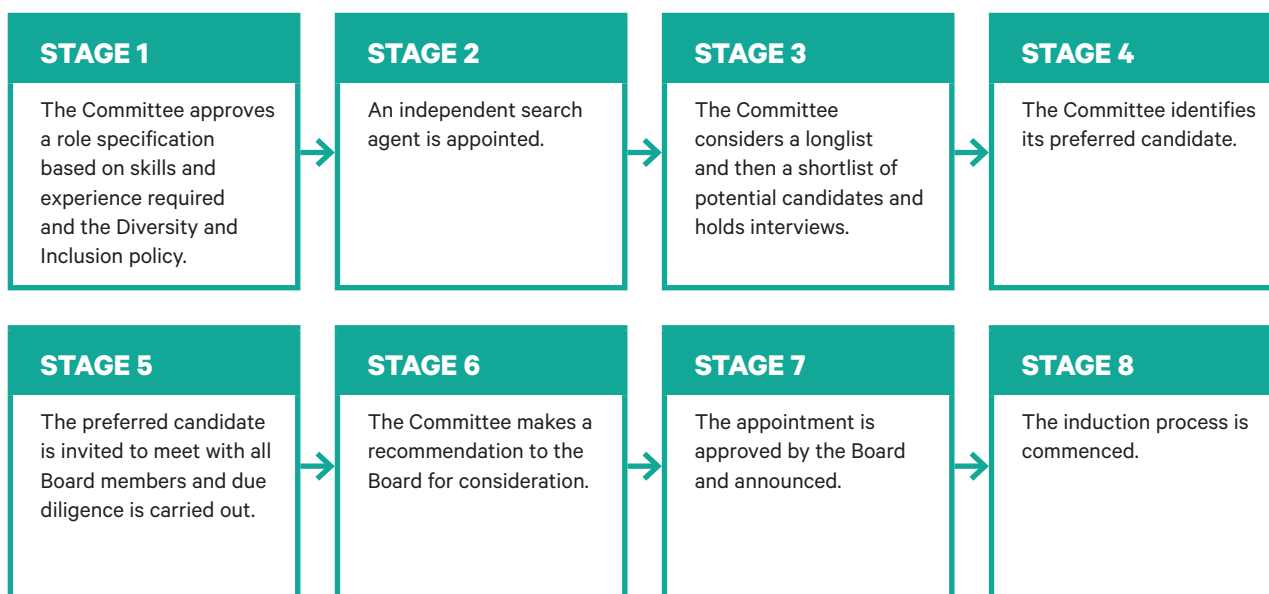 STAGE 1
The Committee approves
a role specification
based on skills and
experience required
and the Diversity and
Inclusion policy.
STAGE 2
An independent search
agent is appointed.
STAGE 3
The Committee
considers a longlist
and then a shortlist of
potential candidates and
holds interviews.
STAGE 4
The Committee identifies
its preferred candidate.
STAGE 5
The preferred candidate
is invited to meet with all
Board members and due
diligence is carried out.
STAGE 6
The Committee makes a
recommendation to the
Board for consideration.
STAGE 7
The appointment is
approved by the Board
and announced.
STAGE 8
The induction process is
commenced.